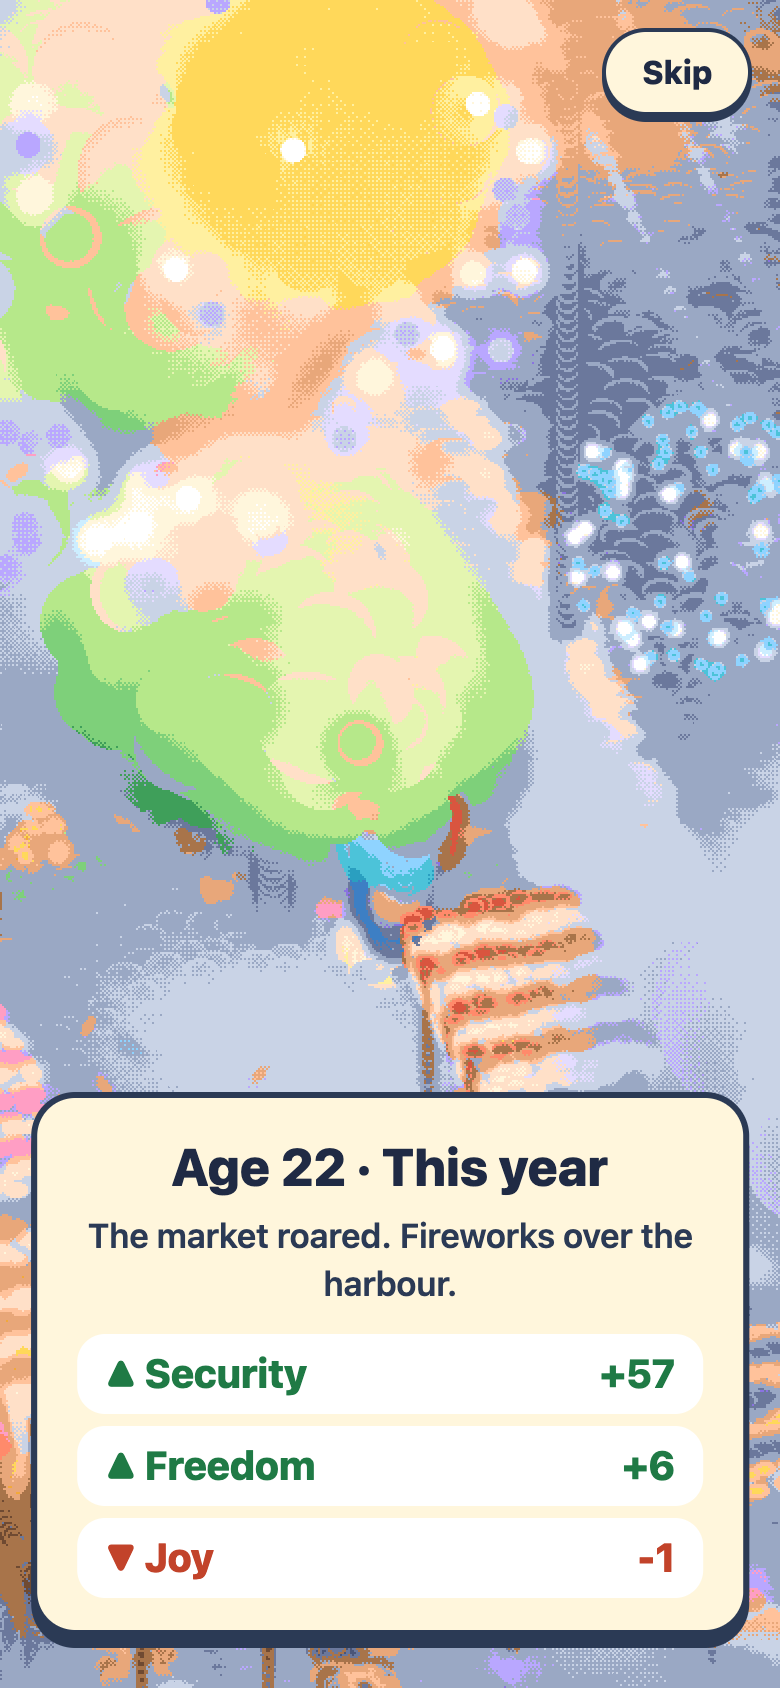 Skip
Age 22 · This year
The market roared. Fireworks over the
harbour.
▲ Security +57
▲ Freedom +6
▼ Joy -1